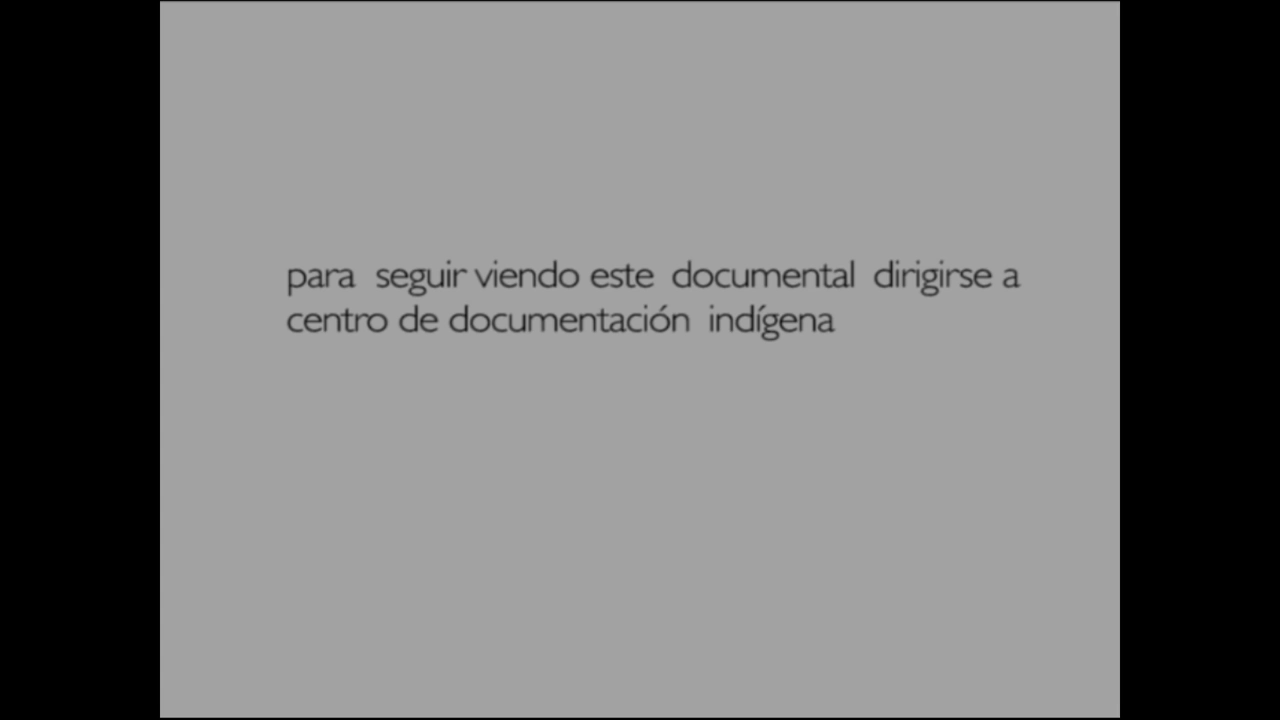 para seguir viendo este documental dirigirse a
centro de documentación indígena